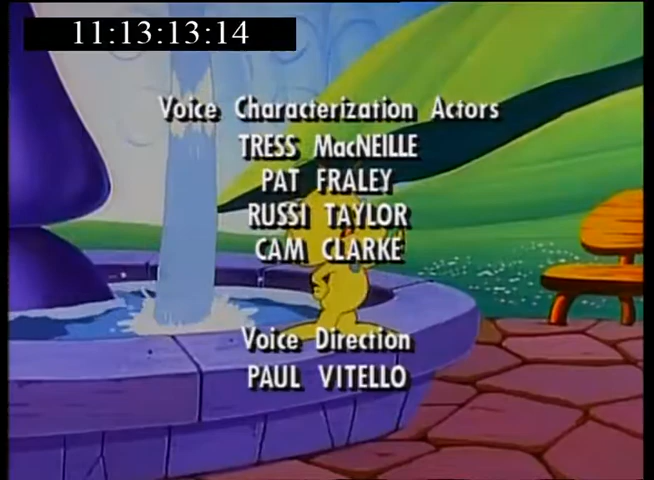 11:13:13:14
Voice Characterization Actors
TRESS MacNEILLE
PAT FRALEY
RUSSI TAYLOR
CAM CLARKE
Voice Direction
PAUL VITELLO